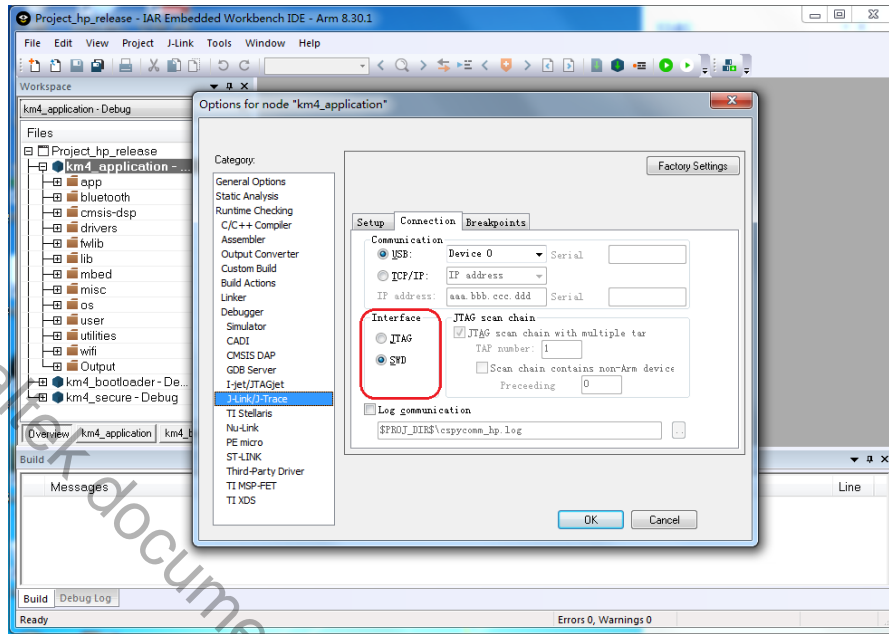 Project_hp_release - IAR Embedded Workbench IDE - Arm 8.30.1
File Edit View Project J-Link Tools Window Help
Workspace
km4_application - Debug
Files
Project_hp_release
km4_application - ...
app
bluetooth
cmsis-dsp
drivers
fwlib
lib
mbed
misc
os
user
utilities
wifi
Output
km4_bootloader - De...
km4_secure - Debug
Overview km4_application km4_b
Options for node "km4_application"
Category:
General Options
Static Analysis
Runtime Checking
C/C++ Compiler
Assembler
Output Converter
Custom Build
Build Actions
Linker
Debugger
Simulator
CADI
CMSIS DAP
GDB Server
I-jet/JTAGjet
J-Link/J-Trace
TI Stellaris
Nu-Link
PE micro
ST-LINK
Third-Party Driver
TI MSP-FET
TI XDS
Factory Settings
Setup Connection Breakpoints
Communication
USB: Device 0 Serial
TCP/IP: IP address
IP address: aaa.bbb.ccc.ddd Serial
Interface
JTAG
SWD
JTAG scan chain
JTAG scan chain with multiple tar
TAP number: 1
Scan chain contains non-Arm device
Preceeding 0
Log communication
$PROJ_DIR$\cspycomm_hp.log
..
OK Cancel
Build
Messages Line
Build Debug Log
Ready Errors 0, Warnings 0